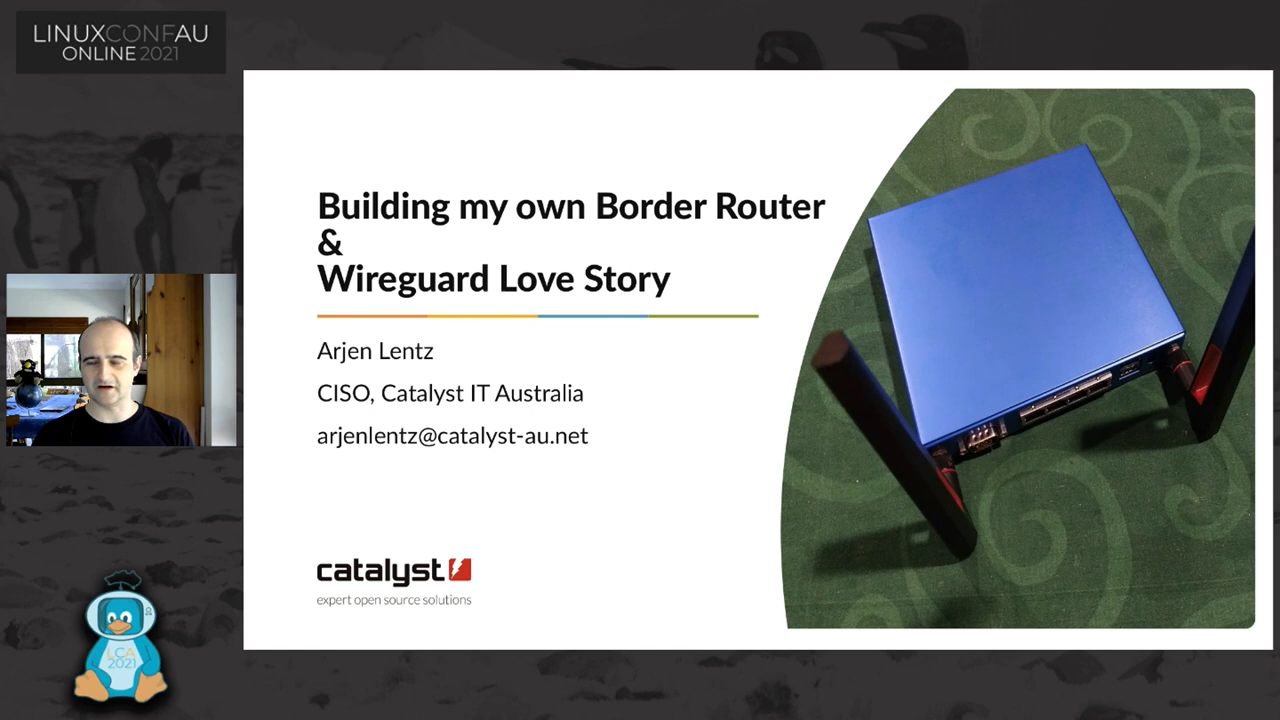 LINUXCONFAU
ONLINE 2021
Building my own Border Router
&
Wireguard Love Story
Arjen Lentz
CISO, Catalyst IT Australia
arjenlentz@catalyst-au.net
catalyst
expert open source solutions
LCA
2021